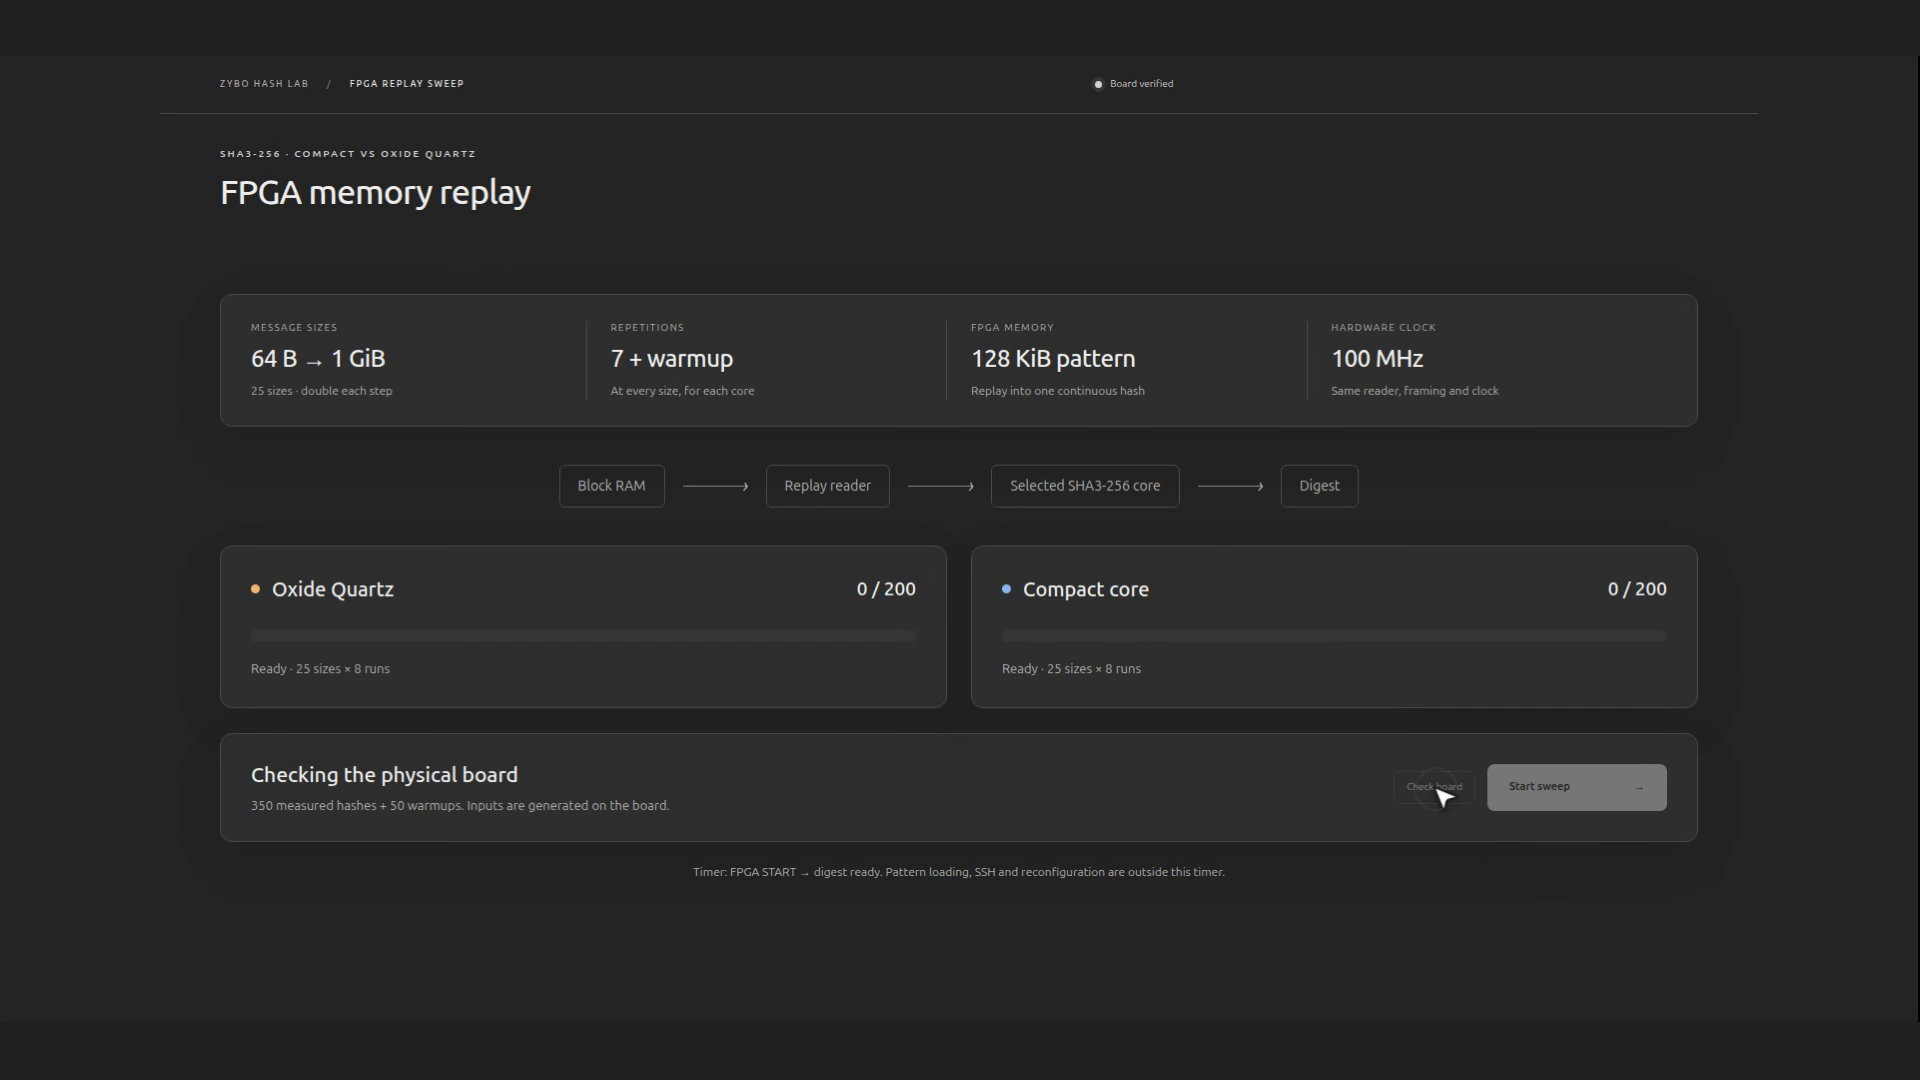 ZYBO HASH LAB / FPGA REPLAY SWEEP
Board verified
SHA3-256 · COMPACT VS OXIDE QUARTZ
FPGA memory replay
MESSAGE SIZES
64 B → 1 GiB
25 sizes · double each step
REPETITIONS
7 + warmup
At every size, for each core
FPGA MEMORY
128 KiB pattern
Replay into one continuous hash
HARDWARE CLOCK
100 MHz
Same reader, framing and clock
Block RAM
Replay reader
Selected SHA3-256 core
Digest
Oxide Quartz
0 / 200
Ready · 25 sizes × 8 runs
Compact core
0 / 200
Ready · 25 sizes × 8 runs
Checking the physical board
350 measured hashes + 50 warmups. Inputs are generated on the board.
Check board
Start sweep →
Timer: FPGA START → digest ready. Pattern loading, SSH and reconfiguration are outside this timer.